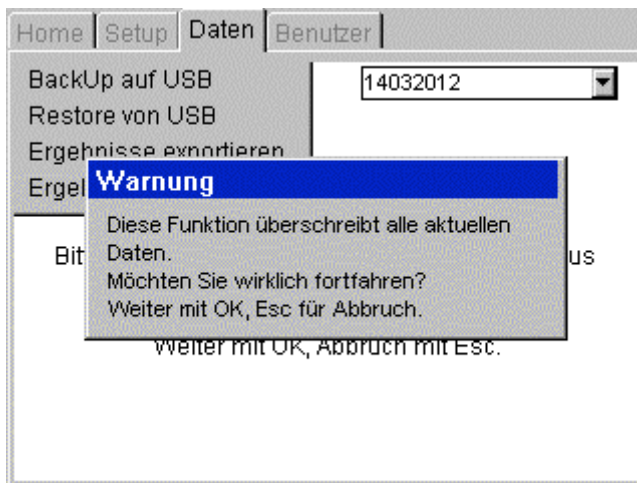 Home Setup Daten Benutzer
BackUp auf USB 14032012
Restore von USB
Ergebnisse exportieren
Warnung
Diese Funktion überschreibt alle aktuellen
Daten.
Möchten Sie wirklich fortfahren?
Weiter mit OK, Esc für Abbruch.
Weiter mit OK, Abbruch mit Esc.